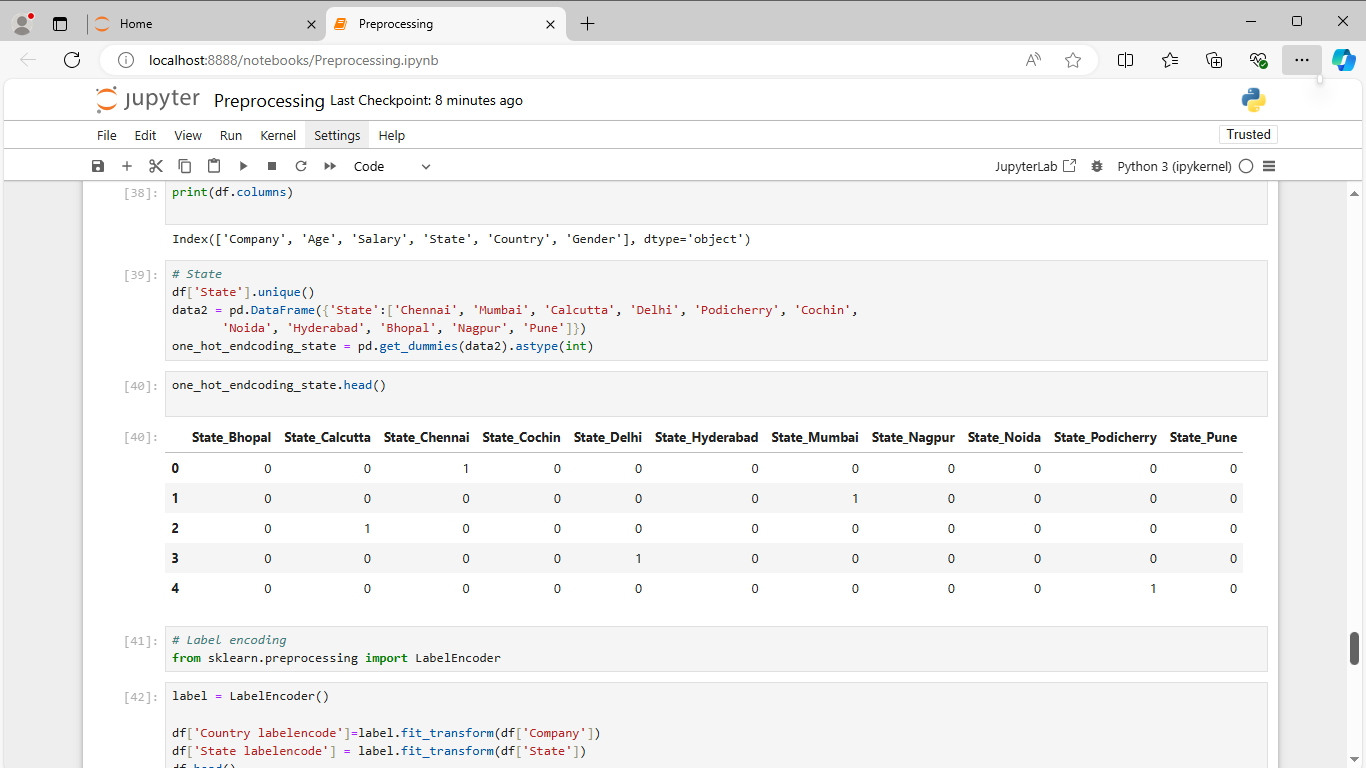 Home
Preprocessing
localhost:8888/notebooks/Preprocessing.ipynb
jupyter Preprocessing Last Checkpoint: 8 minutes ago
File Edit View Run Kernel Settings Help
Trusted
Code
JupyterLab
Python 3 (ipykernel)
[38]: print(df.columns)
Index(['Company', 'Age', 'Salary', 'State', 'Country', 'Gender'], dtype='object')
[39]: # State
df['State'].unique()
data2 = pd.DataFrame({'State':['Chennai', 'Mumbai', 'Calcutta', 'Delhi', 'Podicherry', 'Cochin',
'Noida', 'Hyderabad', 'Bhopal', 'Nagpur', 'Pune']})
one_hot_endcoding_state = pd.get_dummies(data2).astype(int)
[40]: one_hot_endcoding_state.head()
[40]: State_Bhopal State_Calcutta State_Chennai State_Cochin State_Delhi State_Hyderabad State_Mumbai State_Nagpur State_Noida State_Podicherry State_Pune
0 0 0 1 0 0 0 0 0 0 0 0
1 0 0 0 0 0 0 1 0 0 0 0
2 0 1 0 0 0 0 0 0 0 0 0
3 0 0 0 0 1 0 0 0 0 0 0
4 0 0 0 0 0 0 0 0 0 1 0
[41]: # Label encoding
from sklearn.preprocessing import LabelEncoder
[42]: label = LabelEncoder()
df['Country labelencode']=label.fit_transform(df['Company'])
df['State labelencode'] = label.fit_transform(df['State'])
df.head()